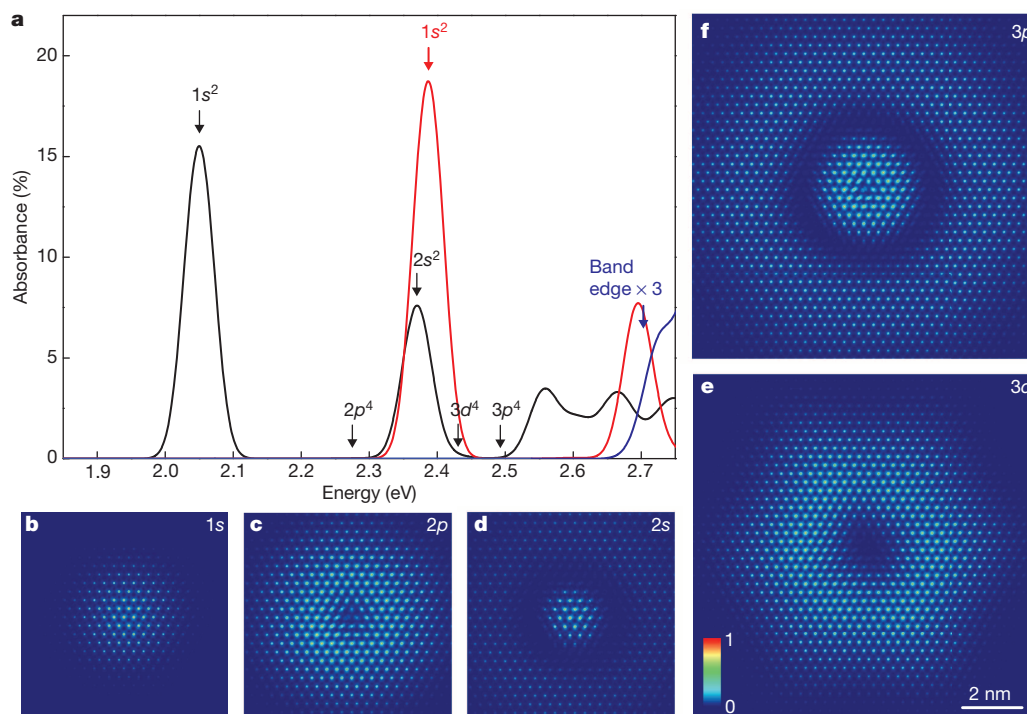 a
Absorbance (%)
20
15
10
5
0
1s²
1s²
2s²
Band
edge × 3
2p⁴
3d⁴
3p⁴
1.9 2.0 2.1 2.2 2.3 2.4 2.5 2.6 2.7
Energy (eV)
b 1s
c 2p
d 2s
f 3p
e 3d
1
0
2 nm